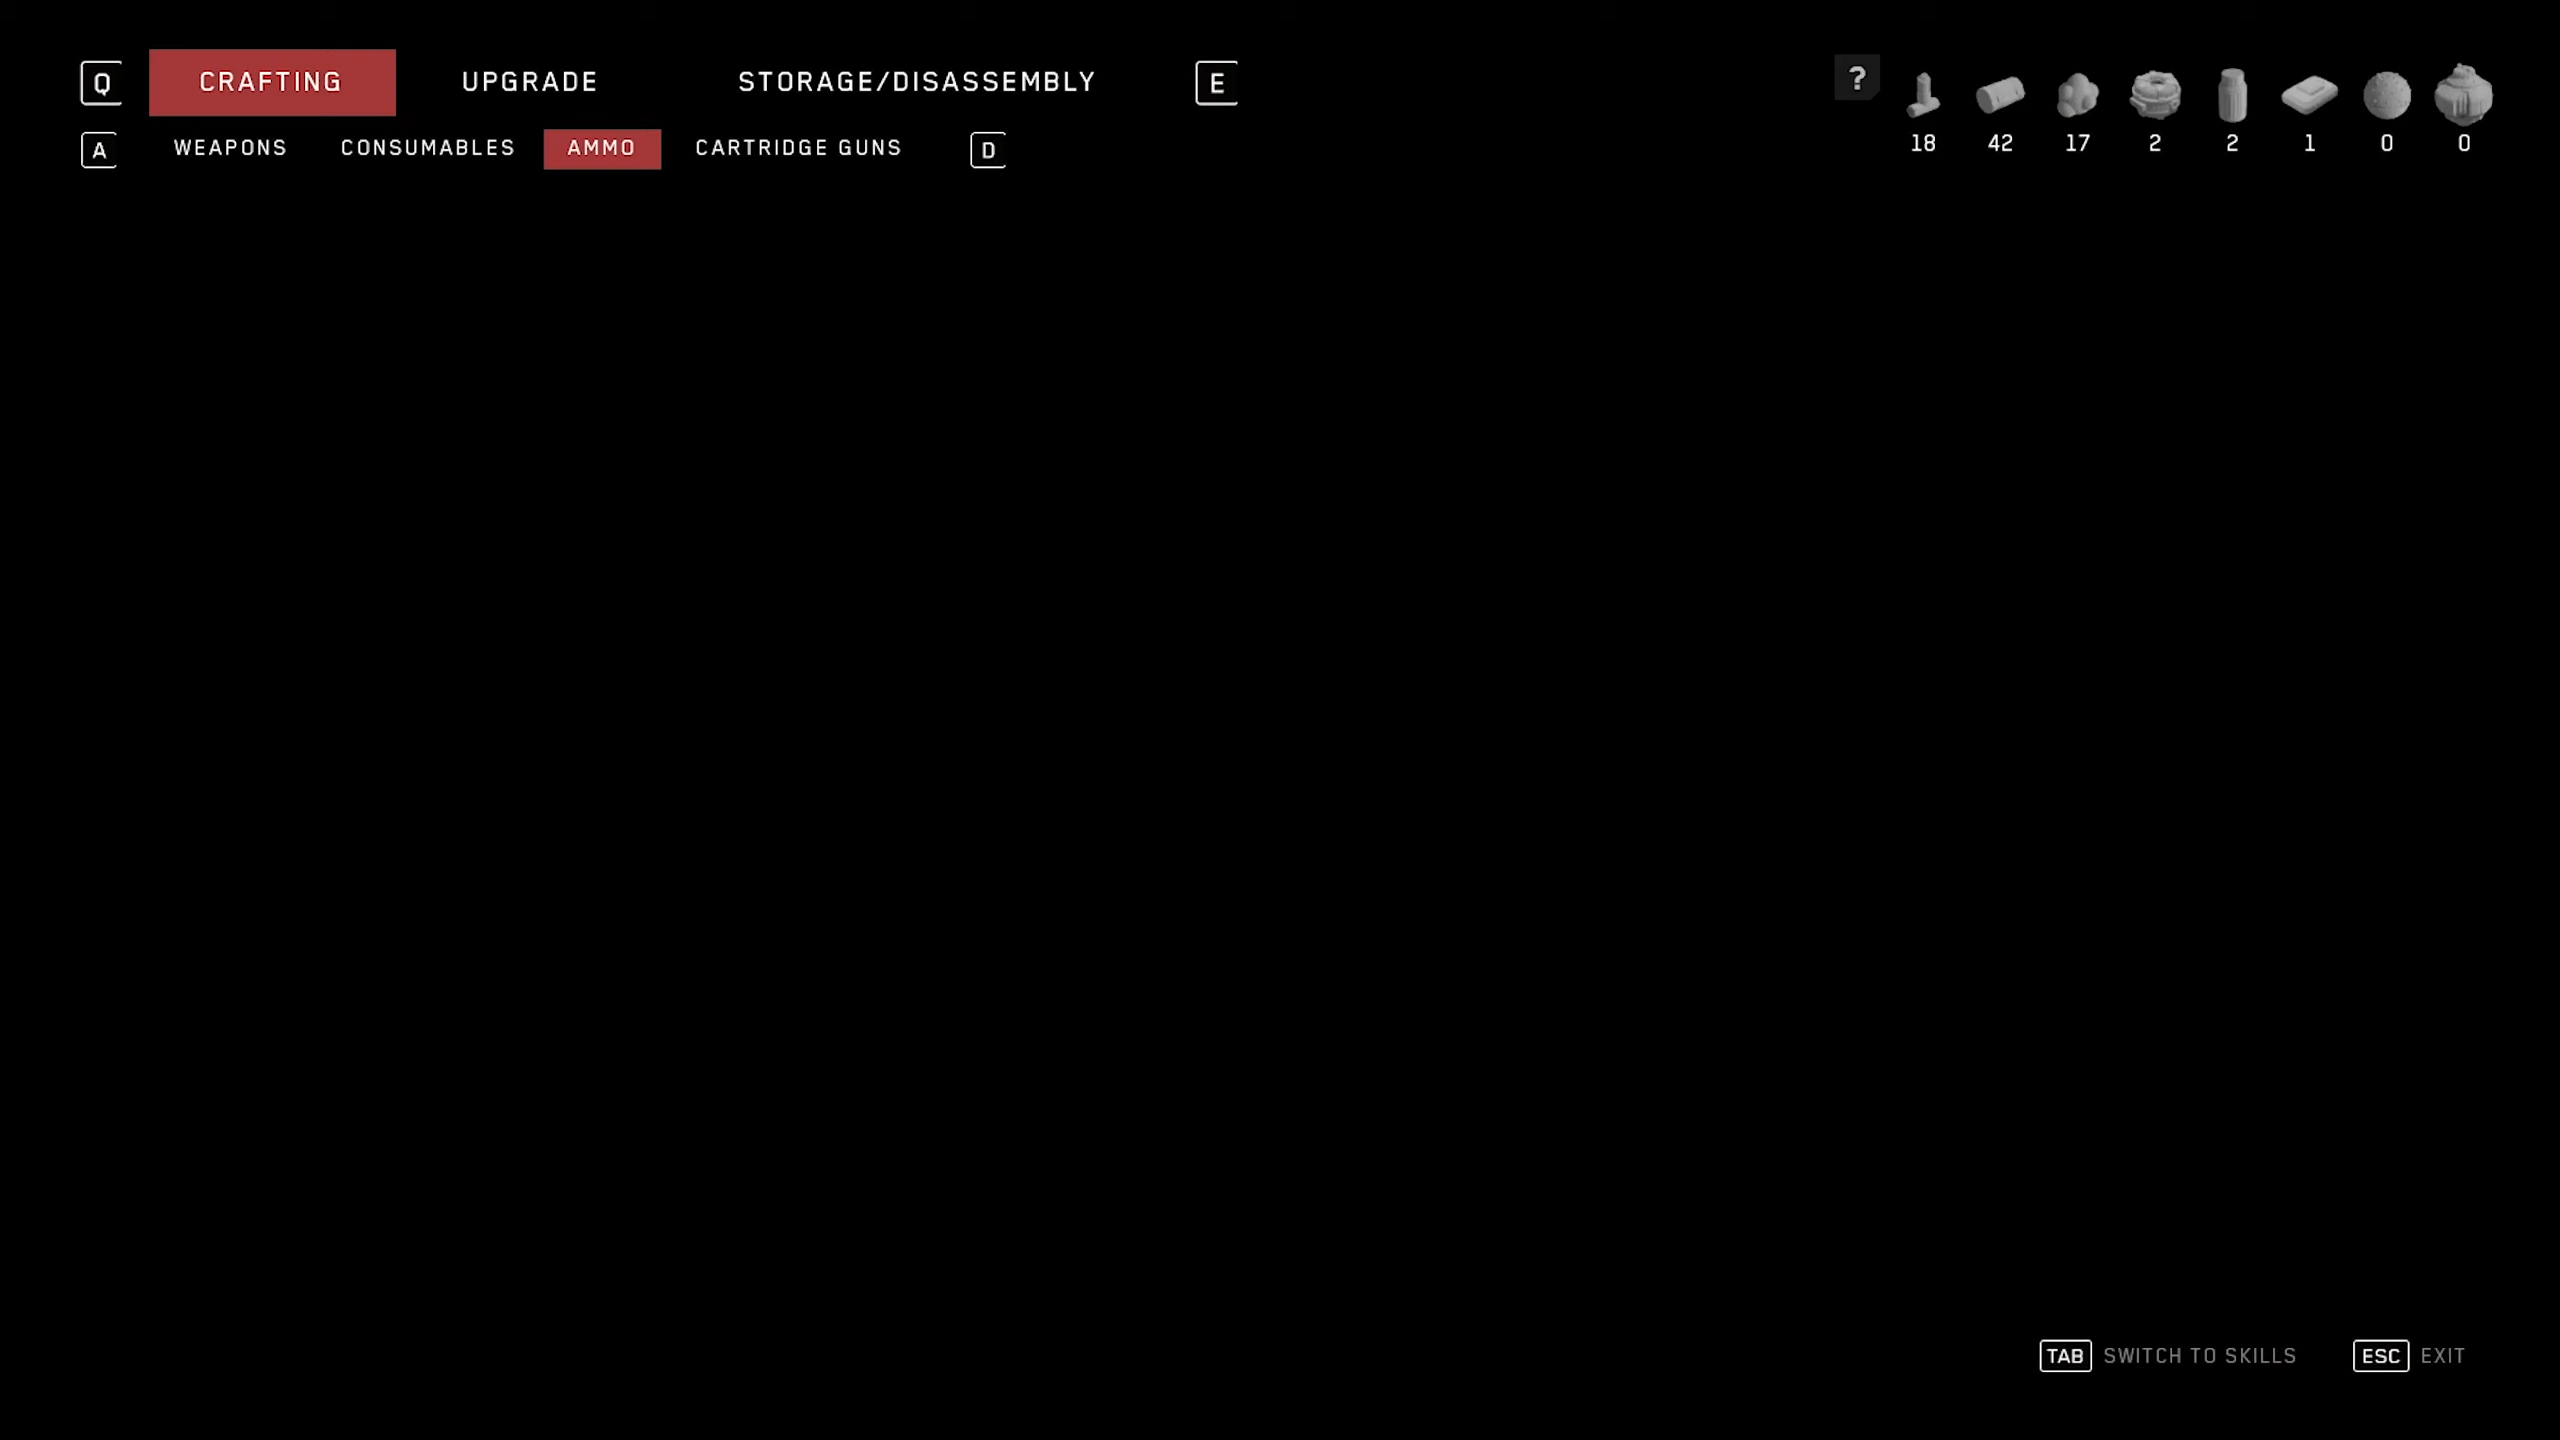 Q CRAFTING UPGRADE STORAGE/DISASSEMBLY E ?
A WEAPONS CONSUMABLES AMMO CARTRIDGE GUNS D
18 42 17 2 2 1 0 0
TAB SWITCH TO SKILLS ESC EXIT